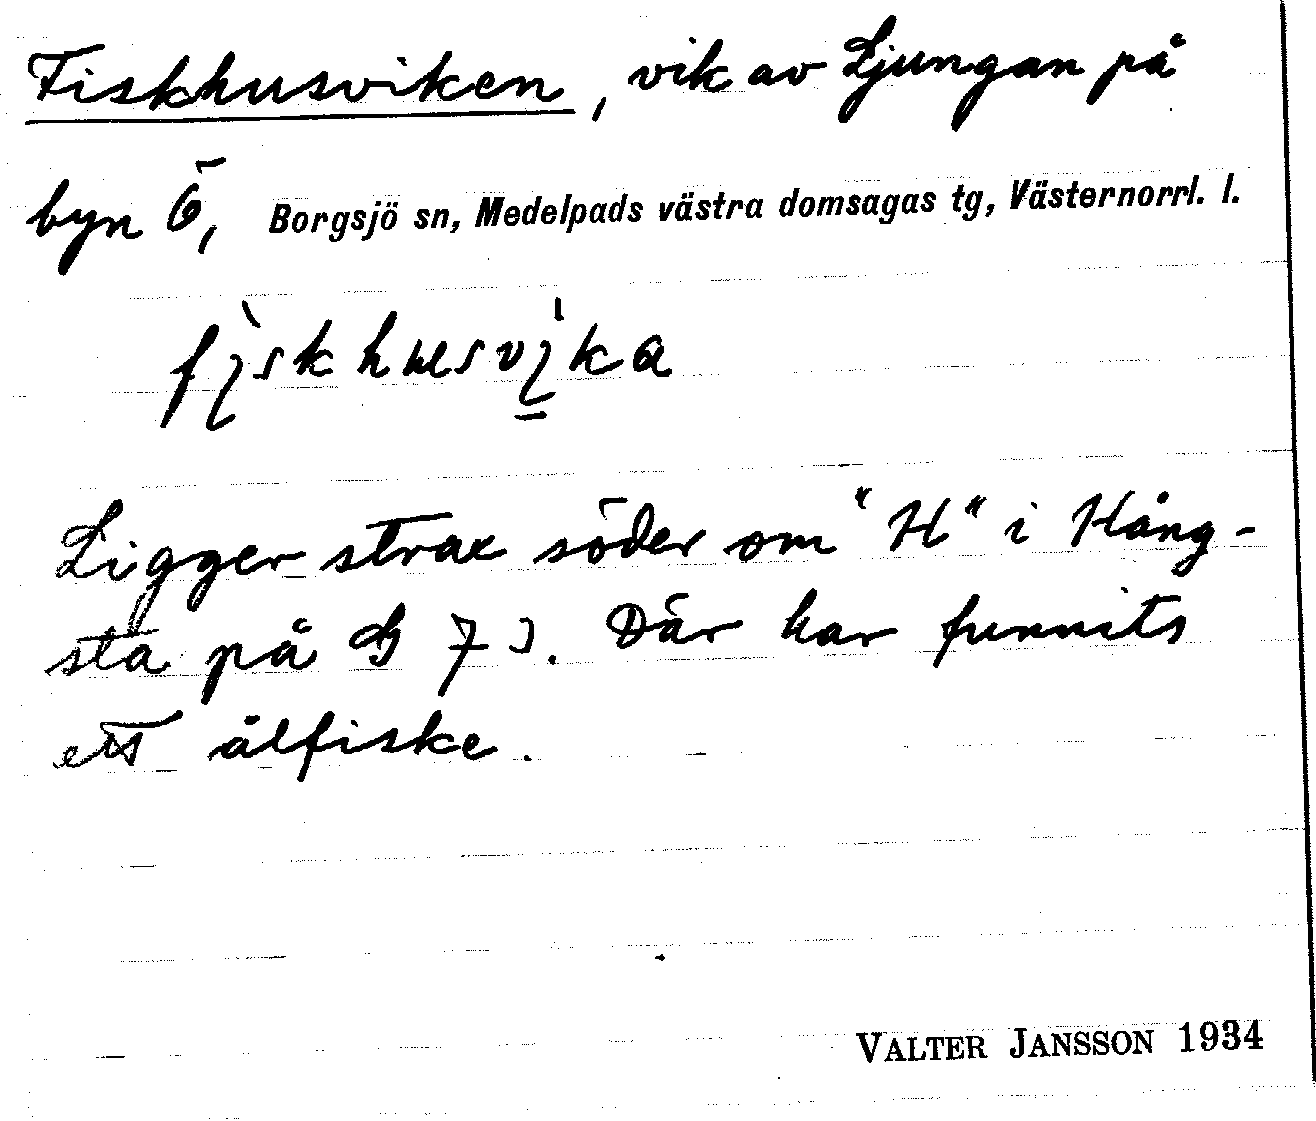 Fiskhusviken, vik av Ljungan på
byn Ö, Borgsjö sn, Medelpads västra domsagas tg, Västernorrl. l.
fiskhusvika
Ligger strax söder om "H" i Hång-
sta på 7 J. Där har funnits
ett ålfiske.
VALTER JANSSON 1934